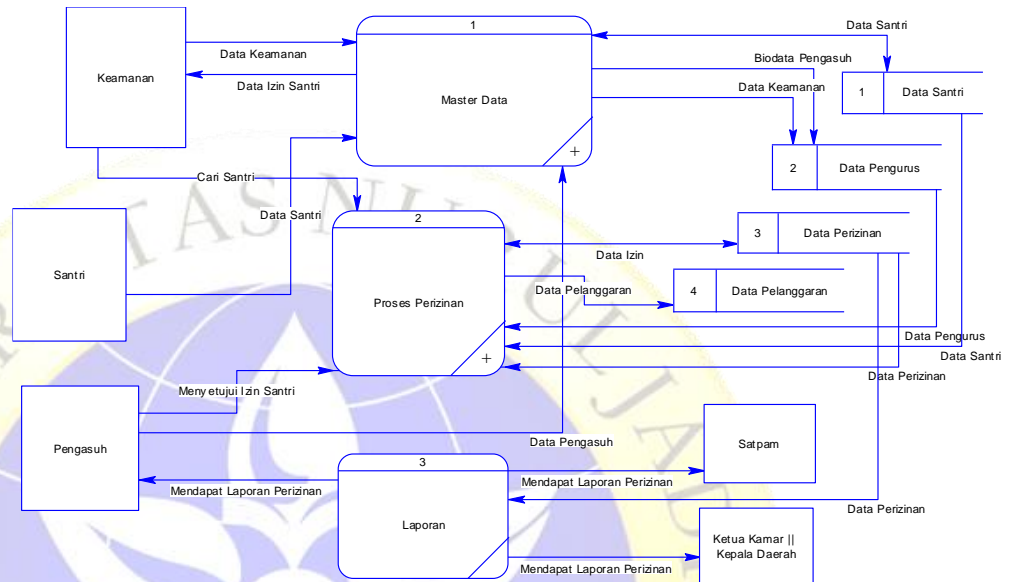 1
Data Santri
Keamanan
Data Keamanan
Biodata Pengasuh
Data Izin Santri
Master Data
Data Keamanan
1
Data Santri
+
2
Data Pengurus
Cari Santri
Data Santri
2
3
Data Perizinan
Santri
Data Izin
Proses Perizinan
Data Pelanggaran
4
Data Pelanggaran
+
Data Pengurus
Data Santri
Data Perizinan
Menyetujui Izin Santri
Pengasuh
Data Pengasuh
Satpam
3
Mendapat Laporan Perizinan
Mendapat Laporan Perizinan
Data Perizinan
Laporan
Ketua Kamar ||
Kepala Daerah
Mendapat Laporan Perizinan